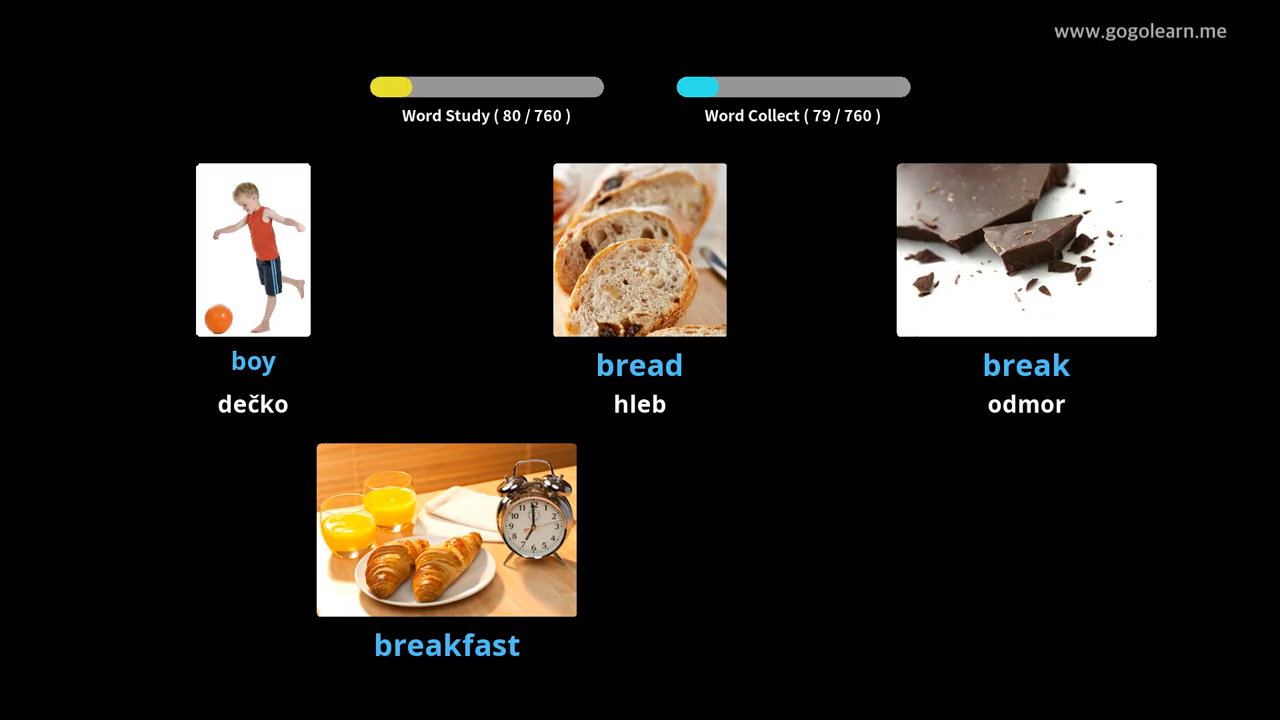 www.gogolearn.me
Word Study ( 80 / 760 )
Word Collect ( 79 / 760 )
boy
dečko
bread
hleb
break
odmor
breakfast